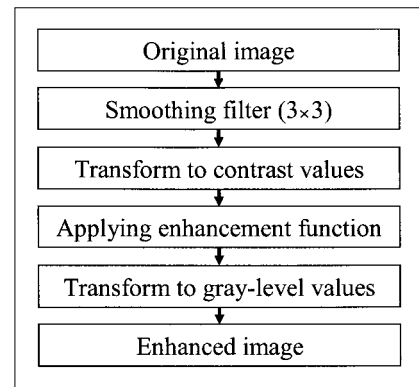 Original image
Smoothing filter (3×3)
Transform to contrast values
Applying enhancement function
Transform to gray-level values
Enhanced image